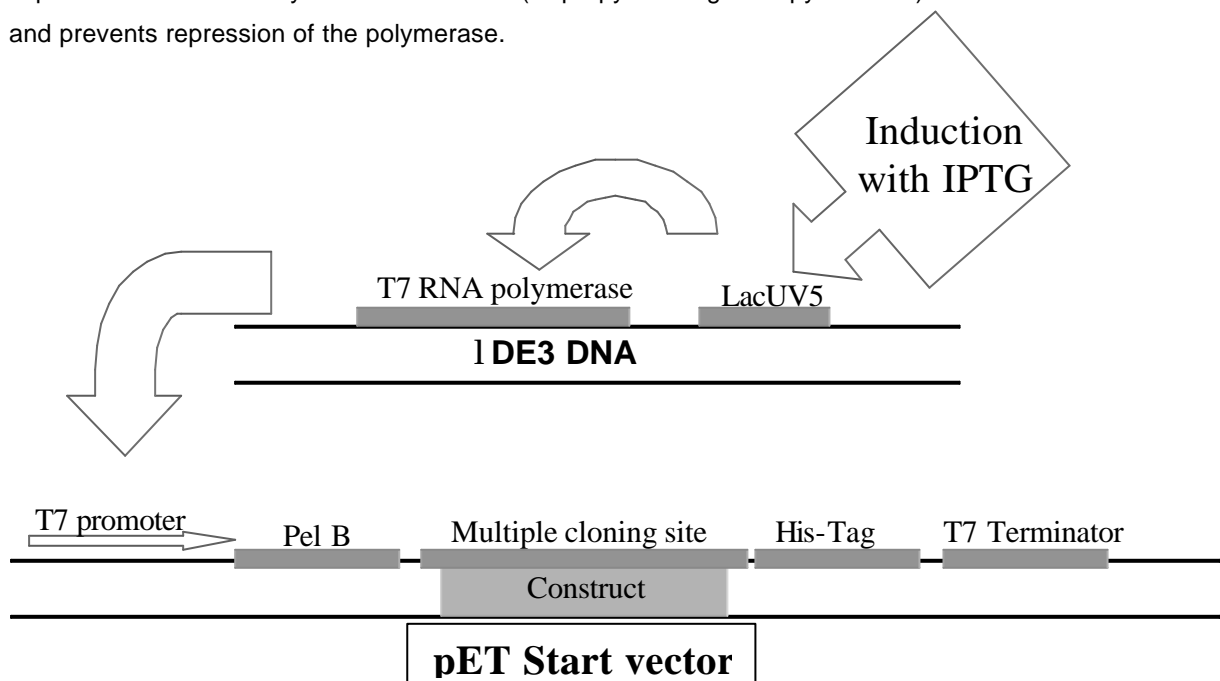 and prevents repression of the polymerase.
Induction
with IPTG
T7 RNA polymerase
LacUV5
l DE3 DNA
T7 promoter
Pel B
Multiple cloning site
His-Tag
T7 Terminator
Construct
pET Start vector